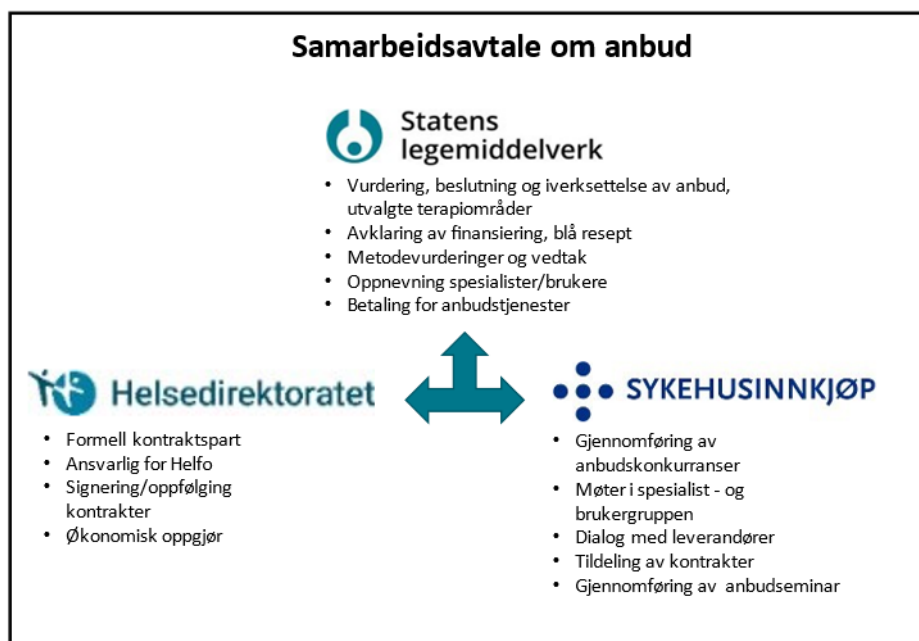 Samarbeidsavtale om anbud
Statens
legemiddelverk
• Vurdering, beslutning og iverksettelse av anbud,
utvalgte terapiområder
• Avklaring av finansiering, blå resept
• Metodevurderinger og vedtak
• Oppnevning spesialister/brukere
• Betaling for anbudstjenester
Helsedirektoratet
• Formell kontraktspart
• Ansvarlig for Helfo
• Signering/oppfølging
kontrakter
• Økonomisk oppgjør
SYKEHUSINNKJØP
• Gjennomføring av
anbudskonkurranser
• Møter i spesialist - og
brukergruppen
• Dialog med leverandører
• Tildeling av kontrakter
• Gjennomføring av anbudseminar